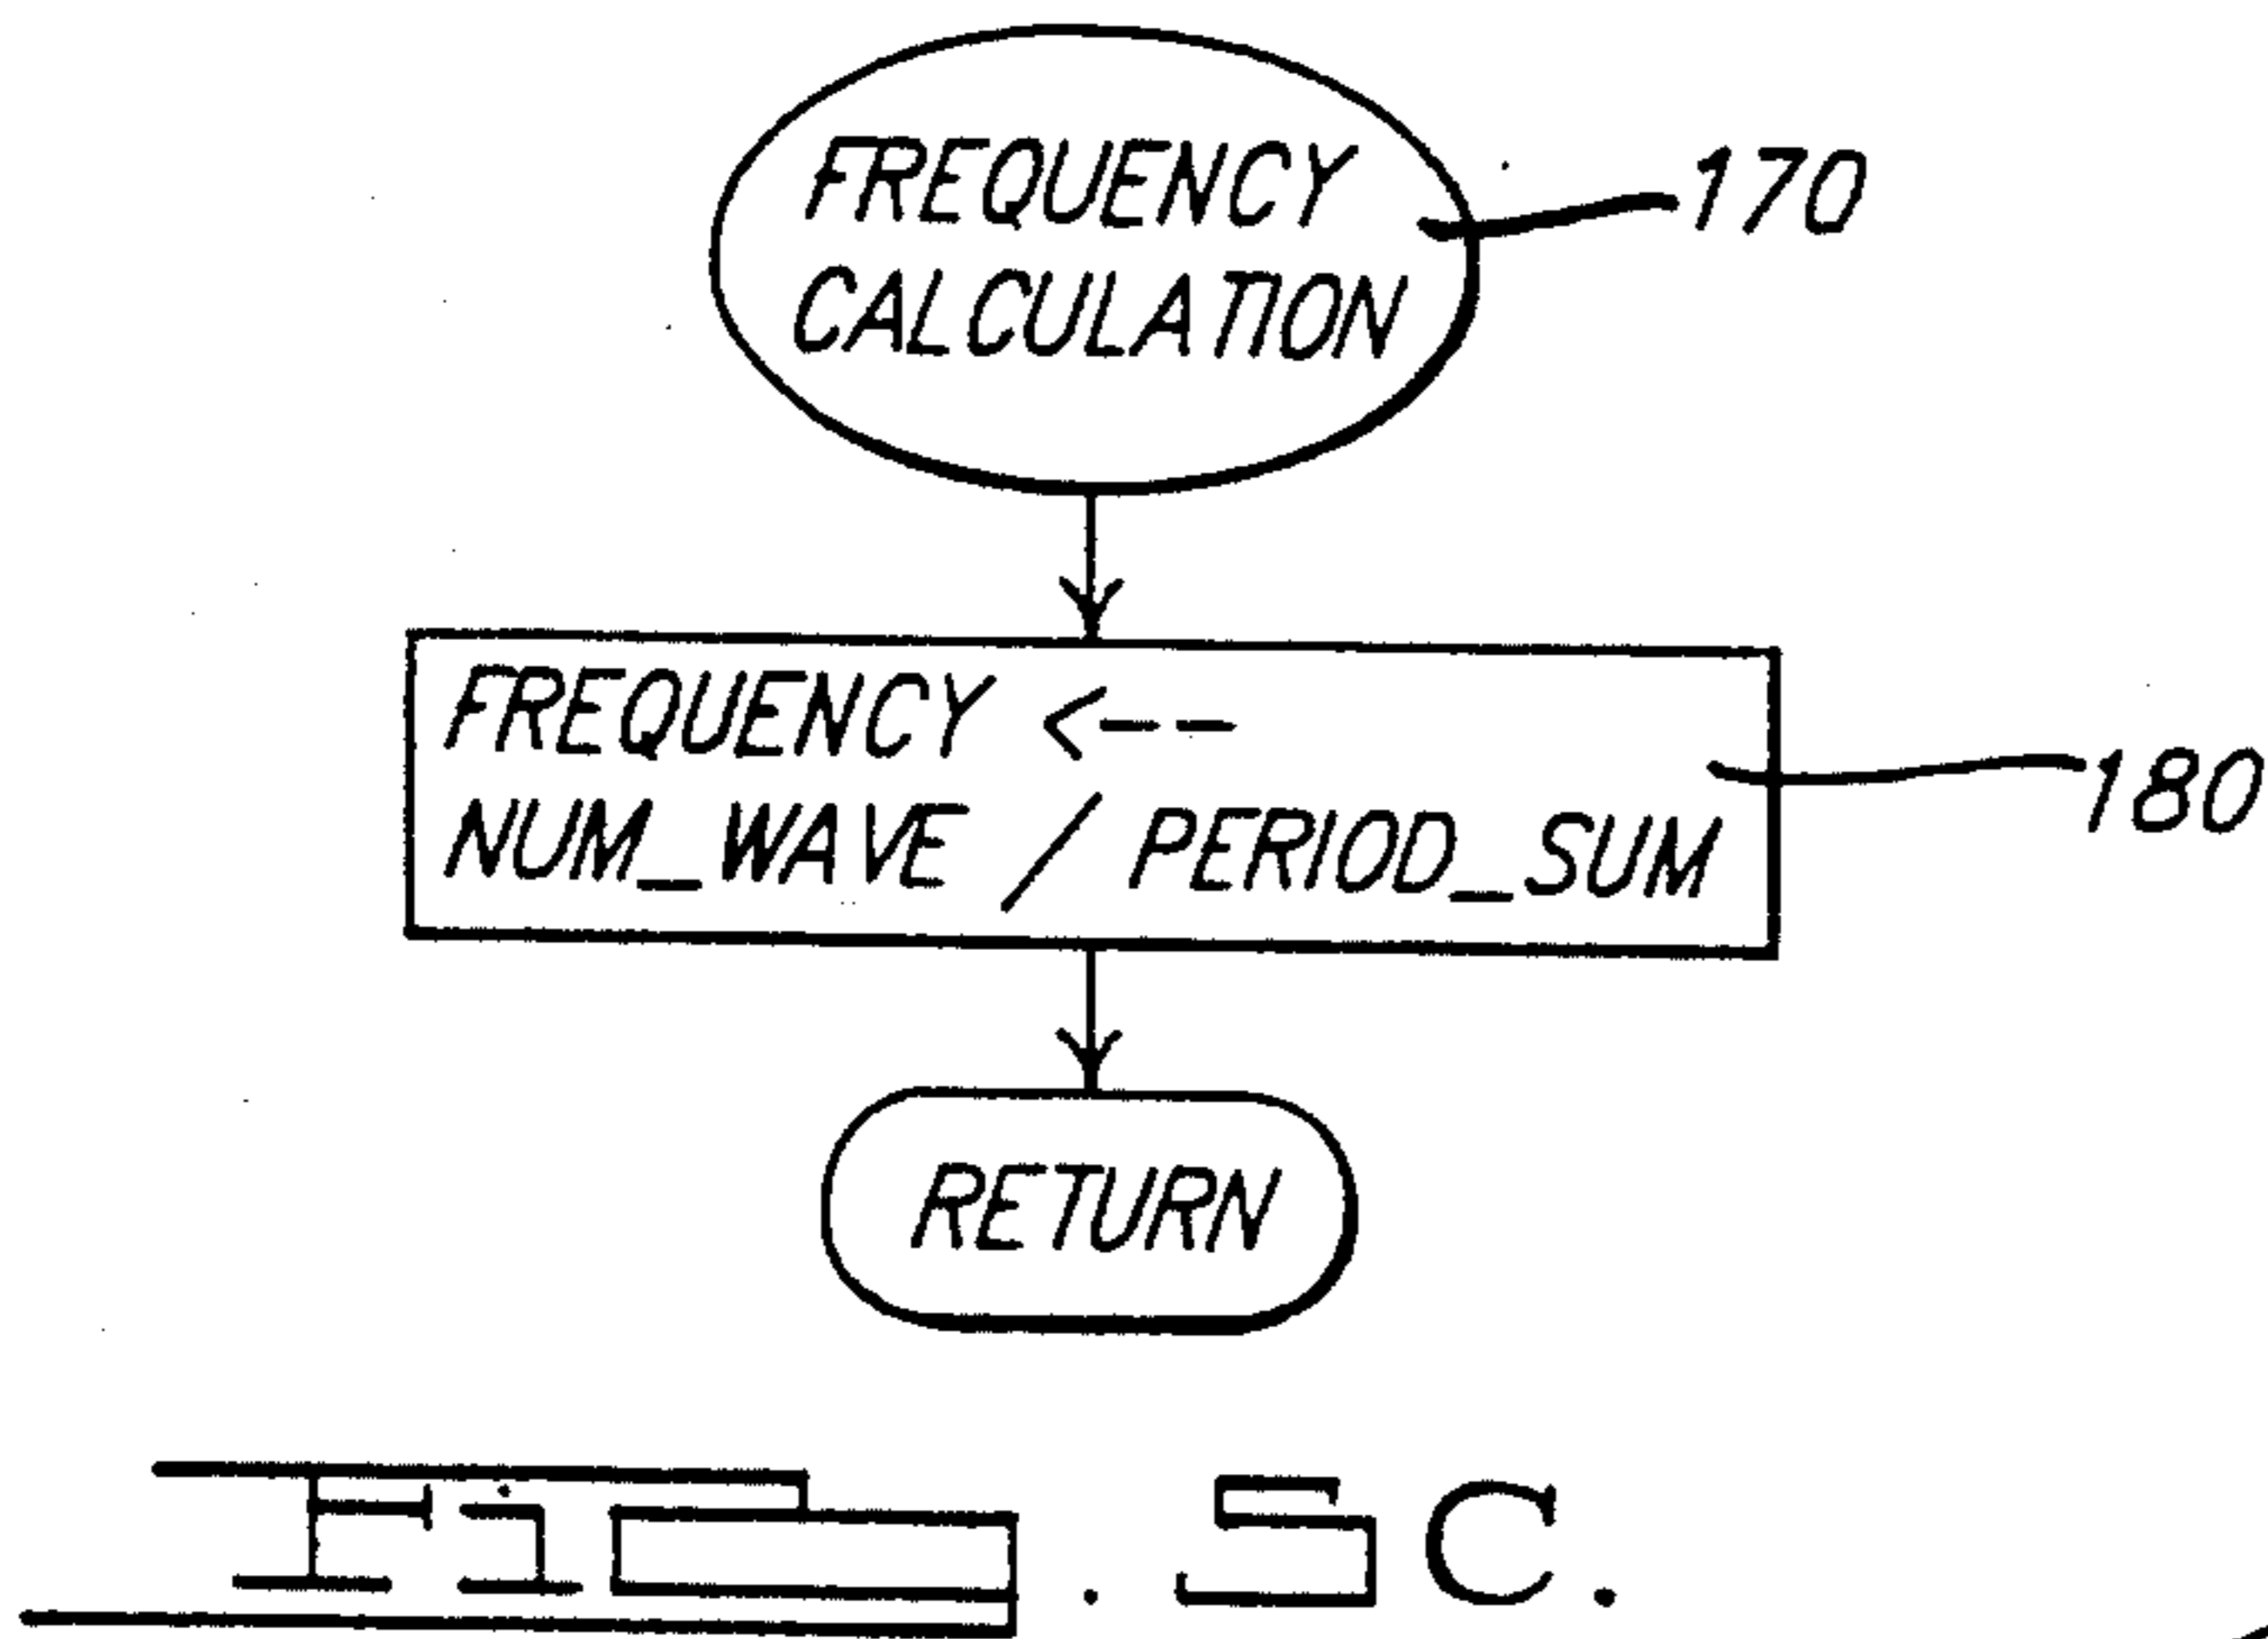 FREQUENCY
CALCULATION
170
FREQUENCY <--
NUM_WAVE / PERIOD_SUM
180
RETURN
Fig. 5C.